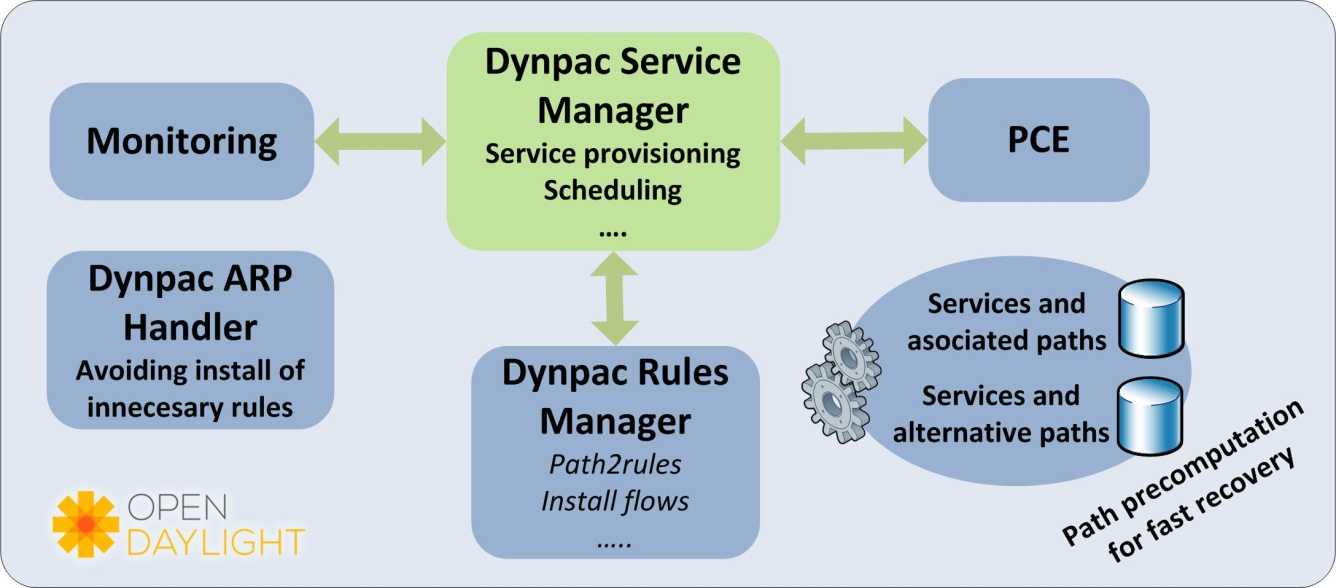 Monitoring
Dynpac Service
Manager
Service provisioning
Scheduling
....
PCE
Dynpac ARP
Handler
Avoiding install of
innecesary rules
Dynpac Rules
Manager
Path2rules
Install flows
.....
Services and
asociated paths
Services and
alternative paths
Path precomputation
for fast recovery
OPEN
DAYLIGHT